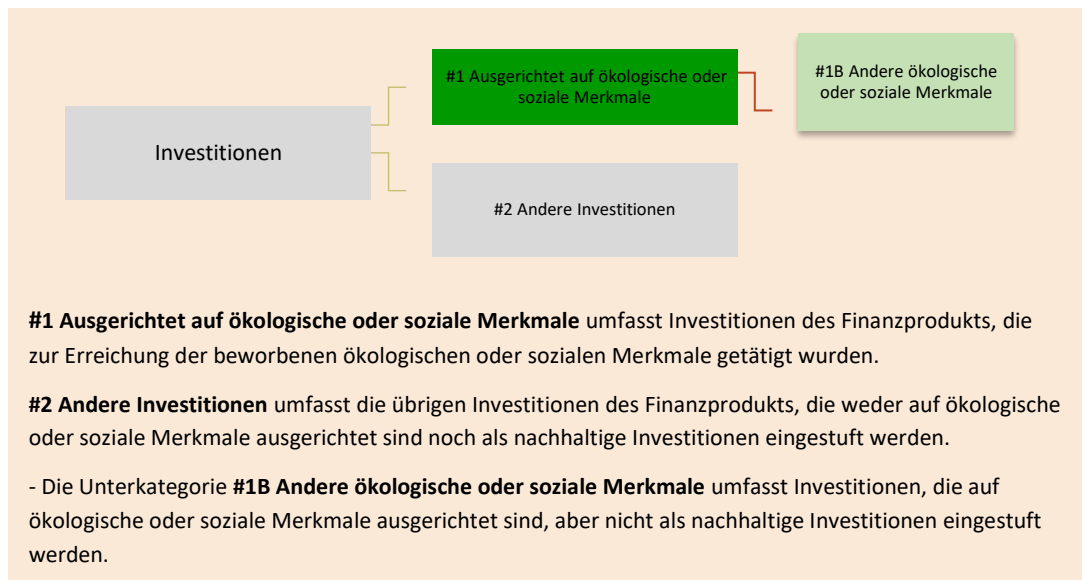 #1 Ausgerichtet auf ökologische oder
soziale Merkmale
#1B Andere ökologische
oder soziale Merkmale
Investitionen
#2 Andere Investitionen
#1 Ausgerichtet auf ökologische oder soziale Merkmale umfasst Investitionen des Finanzprodukts, die
zur Erreichung der beworbenen ökologischen oder sozialen Merkmale getätigt wurden.
#2 Andere Investitionen umfasst die übrigen Investitionen des Finanzprodukts, die weder auf ökologische
oder soziale Merkmale ausgerichtet sind noch als nachhaltige Investitionen eingestuft werden.
- Die Unterkategorie #1B Andere ökologische oder soziale Merkmale umfasst Investitionen, die auf
ökologische oder soziale Merkmale ausgerichtet sind, aber nicht als nachhaltige Investitionen eingestuft
werden.